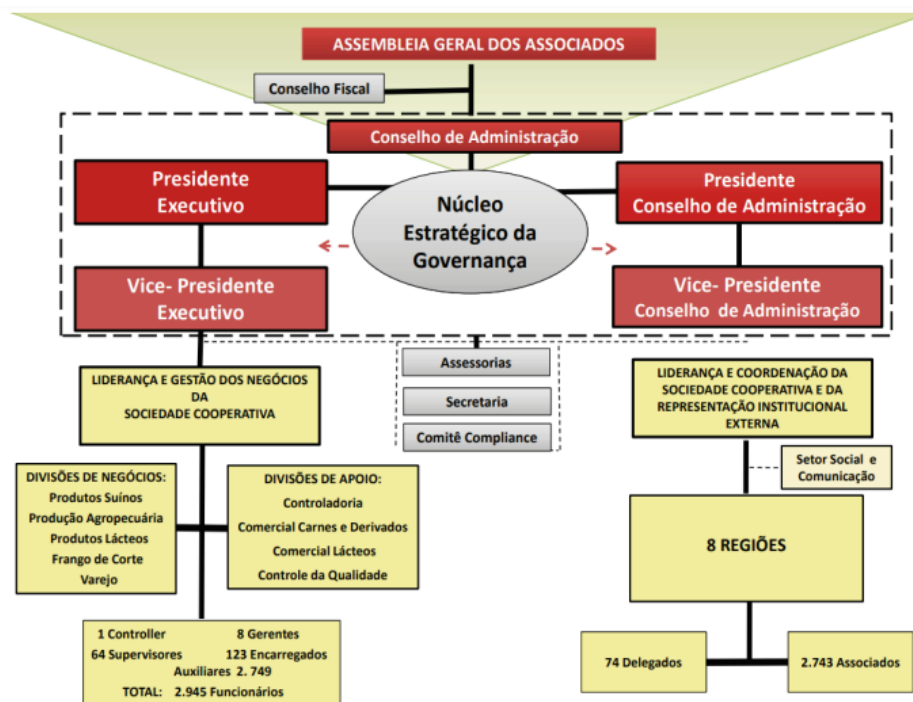 ASSEMBLEIA GERAL DOS ASSOCIADOS
Conselho Fiscal
Conselho de Administração
Presidente
Executivo
Núcleo
Estratégico da
Governança
Presidente
Conselho de Administração
Vice- Presidente
Executivo
Vice- Presidente
Conselho de Administração
Assessorias
Secretaria
Comitê Compliance
LIDERANÇA E GESTÃO DOS NEGÓCIOS
DA
SOCIEDADE COOPERATIVA
LIDERANÇA E COORDENAÇÃO DA
SOCIEDADE COOPERATIVA E DA
REPRESENTAÇÃO INSTITUCIONAL
EXTERNA
Setor Social e
Comunicação
DIVISÕES DE NEGÓCIOS:
Produtos Suínos
Produção Agropecuária
Produtos Lácteos
Frango de Corte
Varejo
DIVISÕES DE APOIO:
Controladoria
Comercial Carnes e Derivados
Comercial Lácteos
Controle da Qualidade
8 REGIÕES
1 Controller 8 Gerentes
64 Supervisores 123 Encarregados
Auxiliares 2. 749
TOTAL: 2.945 Funcionários
74 Delegados
2.743 Associados